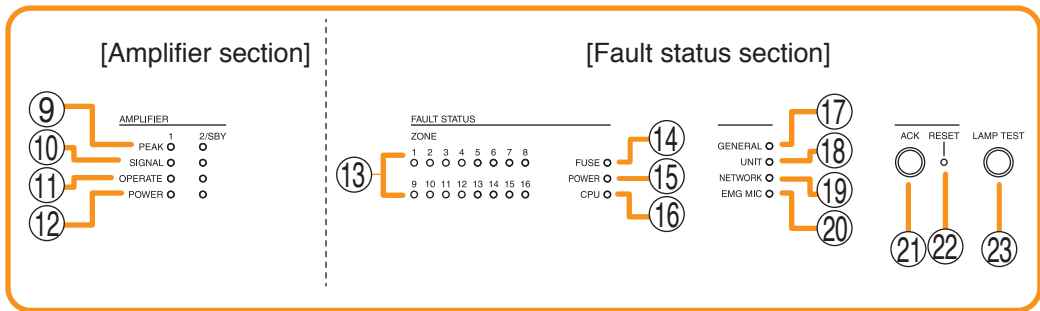 [Amplifier section]
[Fault status section]
⑨
⑩
⑪
⑫
AMPLIFIER
1 2/SBY
PEAK
SIGNAL
OPERATE
POWER
⑬
FAULT STATUS
ZONE
1 2 3 4 5 6 7 8
9 10 11 12 13 14 15 16
FUSE
POWER
CPU
⑭
⑮
⑯
GENERAL
UNIT
NETWORK
EMG MIC
⑰
⑱
⑲
⑳
ACK RESET LAMP TEST
㉑ ㉒ ㉓